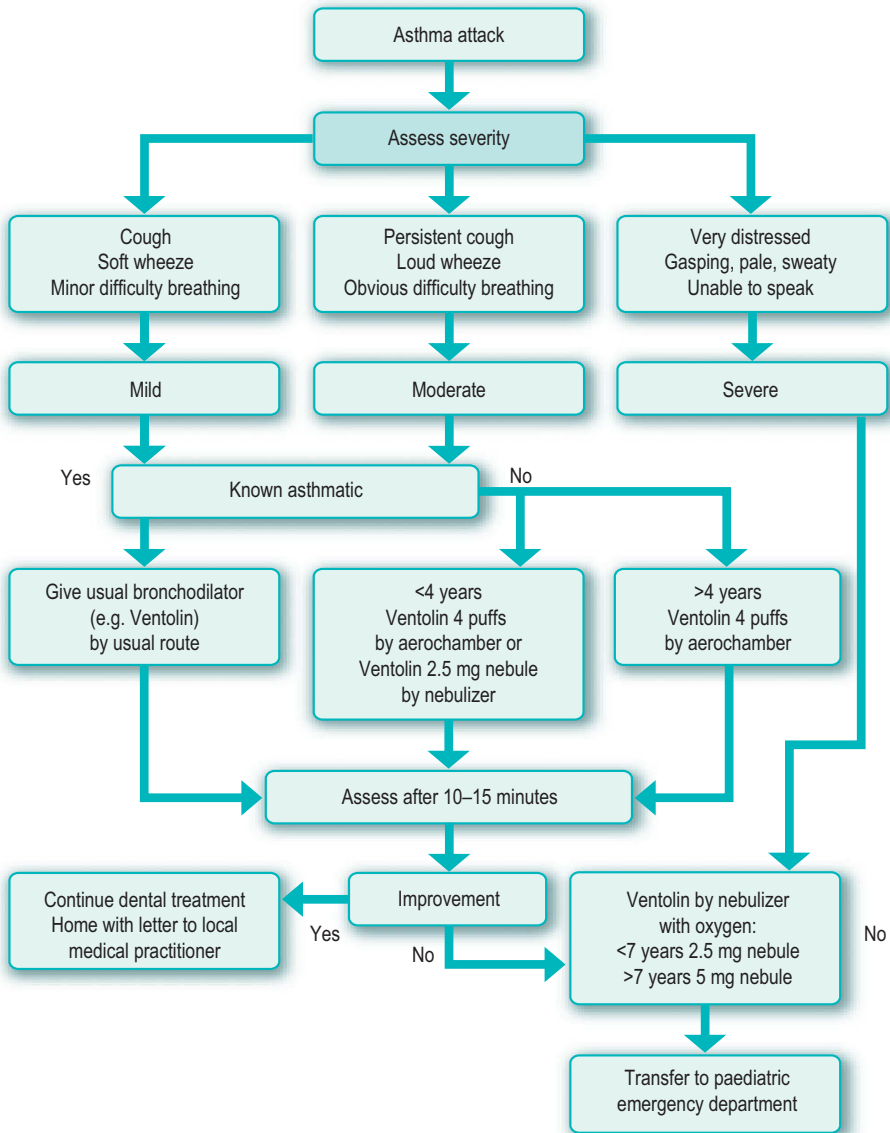 Asthma attack
Assess severity
Cough
Soft wheeze
Minor difficulty breathing
Persistent cough
Loud wheeze
Obvious difficulty breathing
Very distressed
Gasping, pale, sweaty
Unable to speak
Mild
Moderate
Severe
Yes
Known asthmatic
No
Give usual bronchodilator
(e.g. Ventolin)
by usual route
<4 years
Ventolin 4 puffs
by aerochamber or
Ventolin 2.5 mg nebule
by nebulizer
>4 years
Ventolin 4 puffs
by aerochamber
Assess after 10–15 minutes
Continue dental treatment
Home with letter to local
medical practitioner
Yes
Improvement
No
Ventolin by nebulizer
with oxygen:
<7 years 2.5 mg nebule
>7 years 5 mg nebule
No
Transfer to paediatric
emergency department